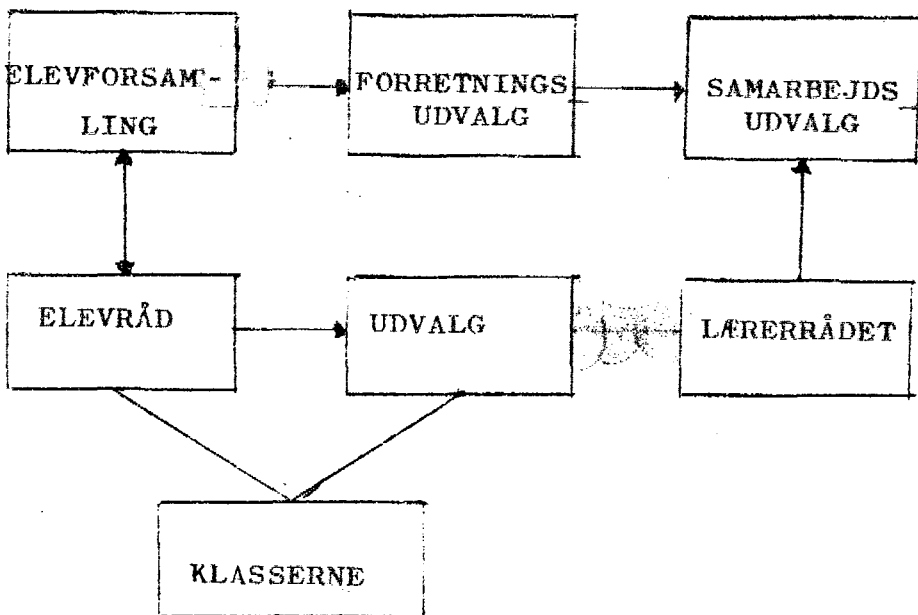 ELEVFORSAM-
LING
FORRETNINGS
UDVALG
SAMARBEJDS
UDVALG
ELEVRÅD
UDVALG
LÆRERRÅDET
KLASSERNE